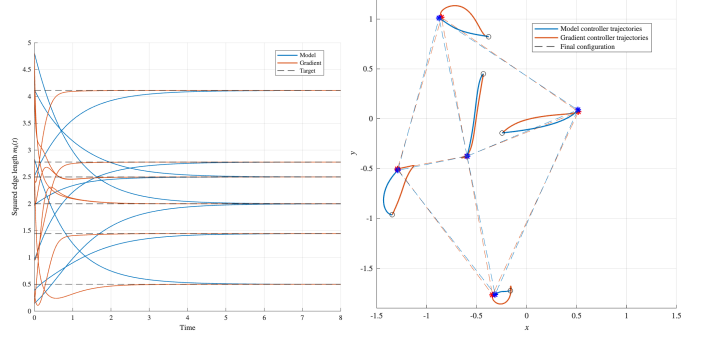 5
4.5
4
3.5
3
2.5
2
1.5
1
0.5
0
Squared edge length mₖ(t)
0 1 2 3 4 5 6 7 8
Time
Model
Gradient
Target
1
0.5
0
-0.5
-1
-1.5
y
-1.5 -1 -0.5 0 0.5 1 1.5
x
Model controller trajectories
Gradient controller trajectories
Final configuration